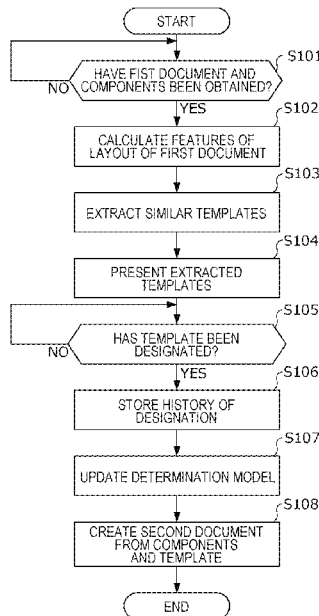 START
S101
HAVE FIST DOCUMENT AND
COMPONENTS BEEN OBTAINED?
NO
YES
S102
CALCULATE FEATURES OF
LAYOUT OF FIRST DOCUMENT
S103
EXTRACT SIMILAR TEMPLATES
S104
PRESENT EXTRACTED
TEMPLATES
S105
HAS TEMPLATE BEEN
DESIGNATED?
NO
YES
S106
STORE HISTORY OF
DESIGNATION
S107
UPDATE DETERMINATION MODEL
S108
CREATE SECOND DOCUMENT
FROM COMPONENTS
AND TEMPLATE
END